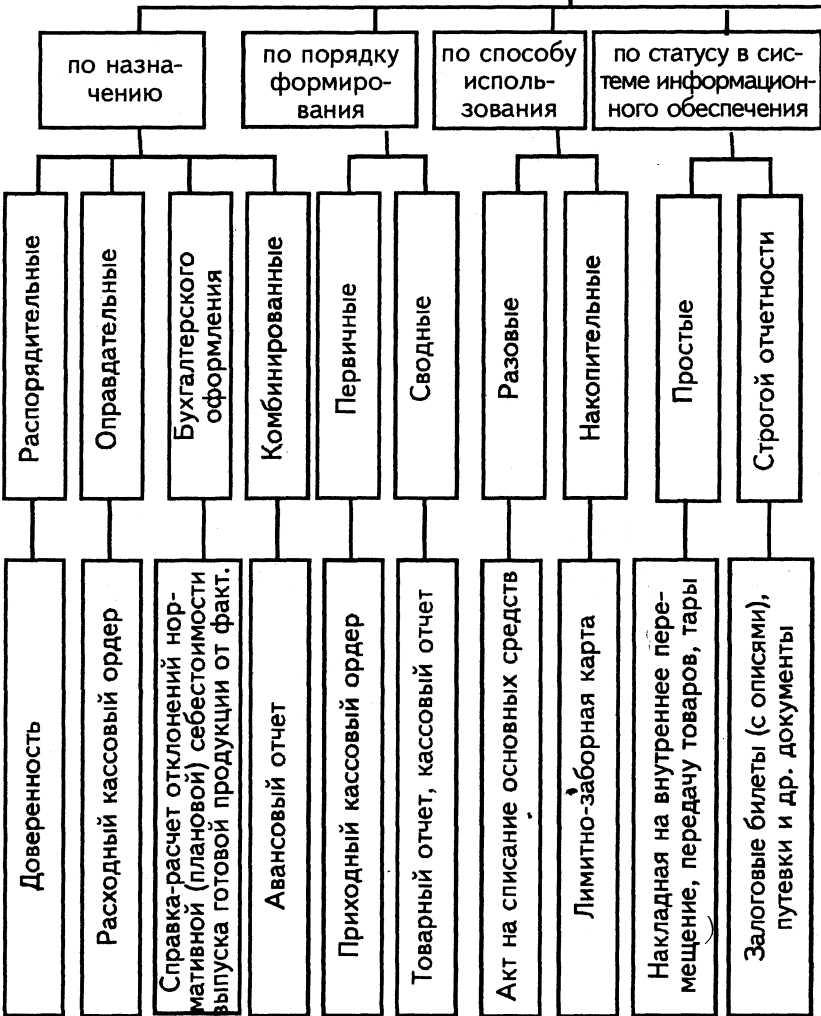 по назна-
чению
по порядку
формиро-
вания
по способу
исполь-
зования
по статусу в сис-
теме информацион-
ного обеспечения
Распорядительные
Оправдательные
Бухгалтерского
оформления
Комбинированные
Первичные
Сводные
Разовые
Накопительные
Простые
Строгой отчетности
Доверенность
Расходный кассовый ордер
Справка-расчет отклонений нор-
мативной (плановой) себестоимости
выпуска готовой продукции от факт.
Авансовый отчет
Приходный кассовый ордер
Товарный отчет, кассовый отчет
Акт на списание основных средств
Лимитно-заборная карта
Накладная на внутреннее пере-
мещение, передачу товаров, тары
Залоговые билеты (с описями),
путевки и др. документы